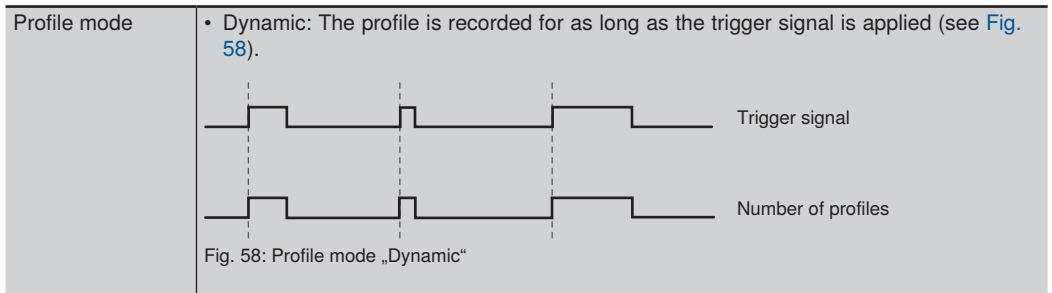 Profile mode
• Dynamic: The profile is recorded for as long as the trigger signal is applied (see Fig.
58).
Trigger signal
Number of profiles
Fig. 58: Profile mode „Dynamic“